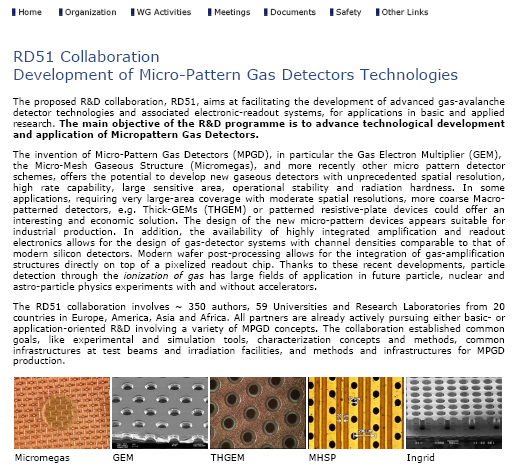 Home Organization WG Activities Meetings Documents Safety Other Links
RD51 Collaboration
Development of Micro-Pattern Gas Detectors Technologies
The proposed R&D collaboration, RD51, aims at facilitating the development of advanced gas-avalanche
detector technologies and associated electronic-readout systems, for applications in basic and applied
research. The main objective of the R&D programme is to advance technological development
and application of Micropattern Gas Detectors.
The invention of Micro-Pattern Gas Detectors (MPGD), in particular the Gas Electron Multiplier (GEM),
the Micro-Mesh Gaseous Structure (Micromegas), and more recently other micro pattern detector
schemes, offers the potential to develop new gaseous detectors with unprecedented spatial resolution,
high rate capability, large sensitive area, operational stability and radiation hardness. In some
applications, requiring very large-area coverage with moderate spatial resolutions, more coarse Macro-
patterned detectors, e.g. Thick-GEMs (THGEM) or patterned resistive-plate devices could offer an
interesting and economic solution. The design of the new micro-pattern devices appears suitable for
industrial production. In addition, the availability of highly integrated amplification and readout
electronics allows for the design of gas-detector systems with channel densities comparable to that of
modern silicon detectors. Modern wafer post-processing allows for the integration of gas-amplification
structures directly on top of a pixelized readout chip. Thanks to these recent developments, particle
detection through the ionization of gas has large fields of application in future particle, nuclear and
astro-particle physics experiments with and without accelerators.
The RD51 collaboration involves ~ 350 authors, 59 Universities and Research Laboratories from 20
countries in Europe, America, Asia and Africa. All partners are already actively pursuing either basic- or
application-oriented R&D involving a variety of MPGD concepts. The collaboration established common
goals, like experimental and simulation tools, characterization concepts and methods, common
infrastructures at test beams and irradiation facilities, and methods and infrastructures for MPGD
production.
Micromegas GEM THGEM MHSP Ingrid